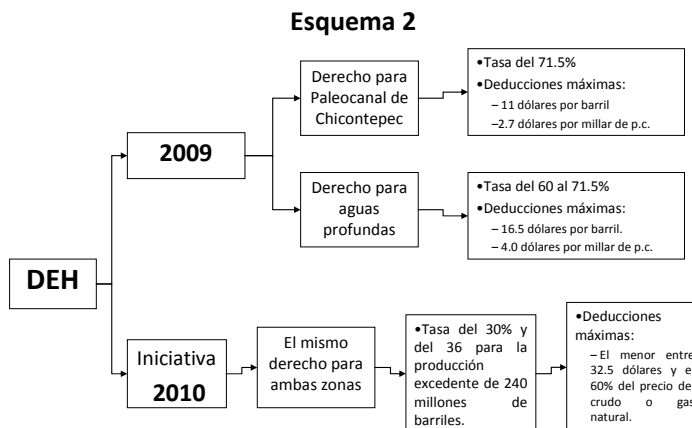 Esquema 2
DEH
2009
Derecho para
Paleocanal de
Chicontepec
•Tasa del 71.5%
•Deducciones máximas:
– 11 dólares por barril
–2.7 dólares por millar de p.c.
Derecho para
aguas
profundas
•Tasa del 60 al 71.5%
•Deducciones máximas:
– 16.5 dólares por barril.
– 4.0 dólares por millar de p.c.
Iniciativa
2010
El mismo
derecho para
ambas zonas
•Tasa del 30% y
del 36 para la
producción
excedente de 240
millones de
barriles.
•Deducciones
máximas:
– El menor entre
32.5 dólares y e
60% del precio de
crudo o gas
natural.